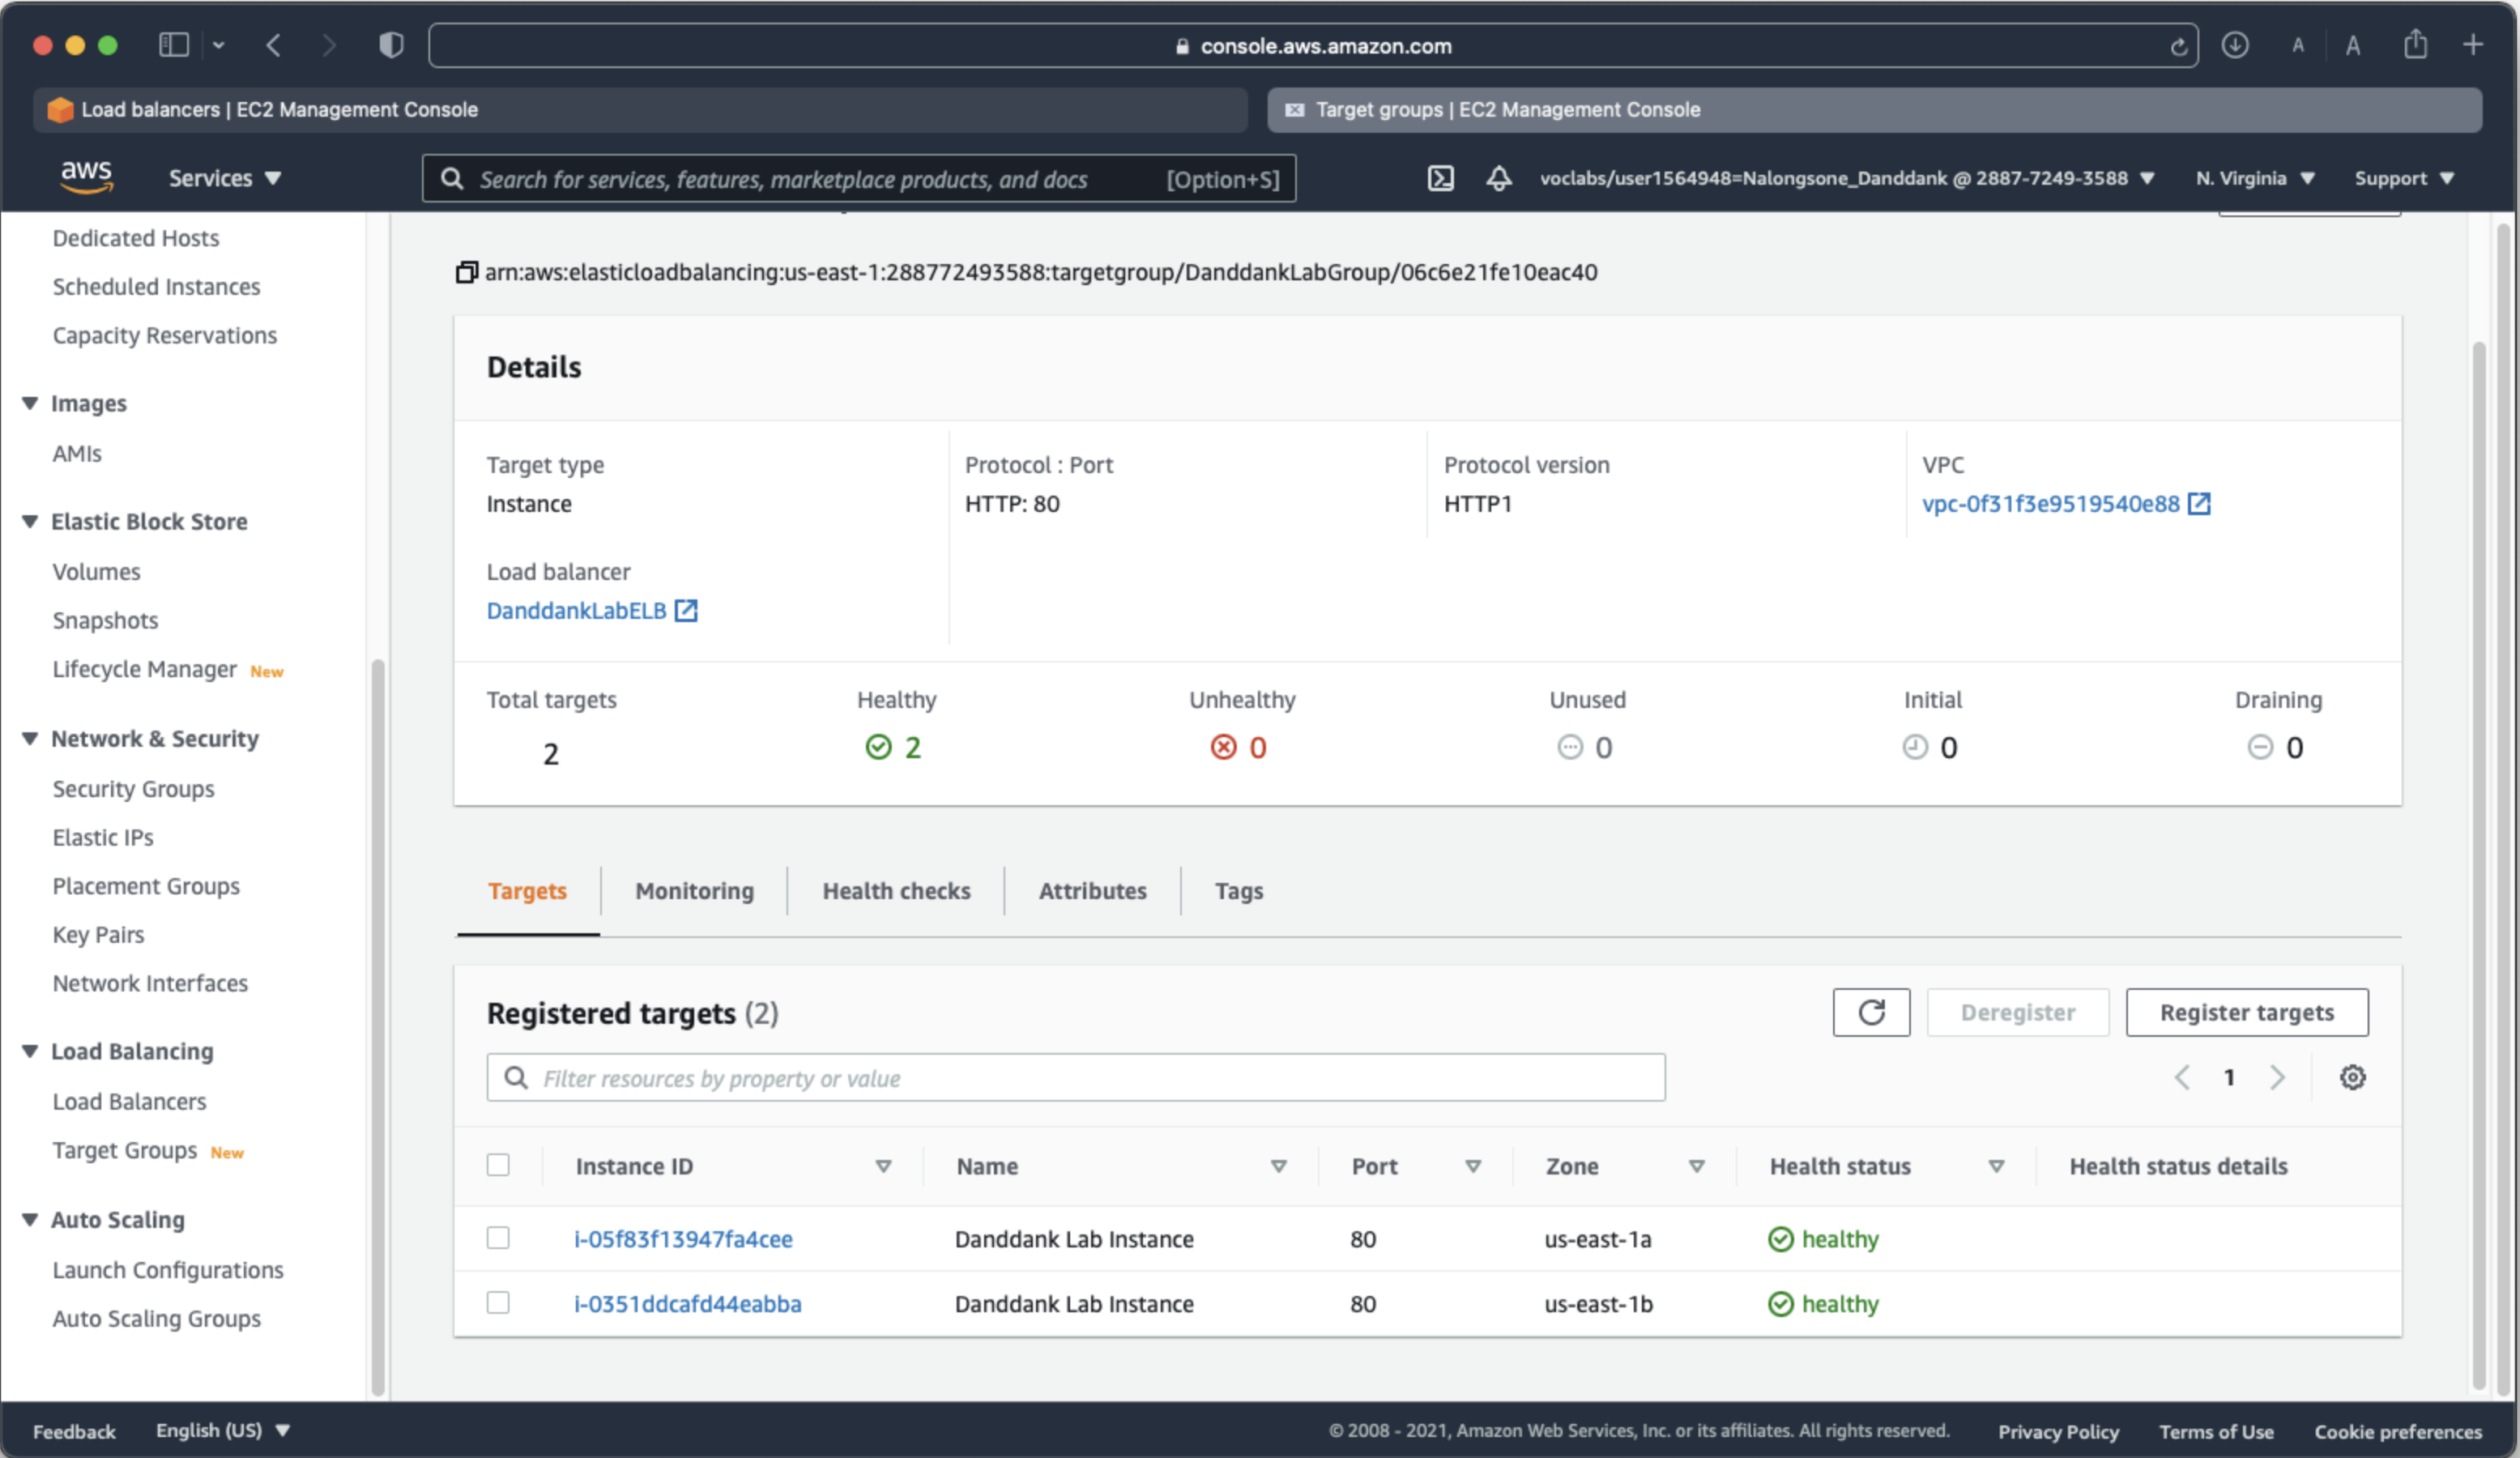 console.aws.amazon.com
A A
Load balancers | EC2 Management Console
Target groups | EC2 Management Console
aws
Services
Search for services, features, marketplace products, and docs
[Option+S]
voclabs/user1564948=Nalongsone_Danddank @ 2887-7249-3588
N. Virginia
Support
Dedicated Hosts
Scheduled Instances
Capacity Reservations
Images
AMIs
Elastic Block Store
Volumes
Snapshots
Lifecycle Manager New
Network & Security
Security Groups
Elastic IPs
Placement Groups
Key Pairs
Network Interfaces
Load Balancing
Load Balancers
Target Groups New
Auto Scaling
Launch Configurations
Auto Scaling Groups
arn:aws:elasticloadbalancing:us-east-1:288772493588:targetgroup/DanddankLabGroup/06c6e21fe10eac40
Details
Target type
Instance
Protocol : Port
HTTP: 80
Protocol version
HTTP1
VPC
vpc-0f31f3e9519540e88
Load balancer
DanddankLabELB
Total targets
2
Healthy
2
Unhealthy
0
Unused
0
Initial
0
Draining
0
Targets
Monitoring
Health checks
Attributes
Tags
Registered targets (2)
Deregister
Register targets
Filter resources by property or value
1
Instance ID Name Port Zone Health status Health status details
i-05f83f13947fa4cee Danddank Lab Instance 80 us-east-1a healthy
i-0351ddcafd44eabba Danddank Lab Instance 80 us-east-1b healthy
Feedback
English (US)
© 2008 - 2021, Amazon Web Services, Inc. or its affiliates. All rights reserved.
Privacy Policy
Terms of Use
Cookie preferences